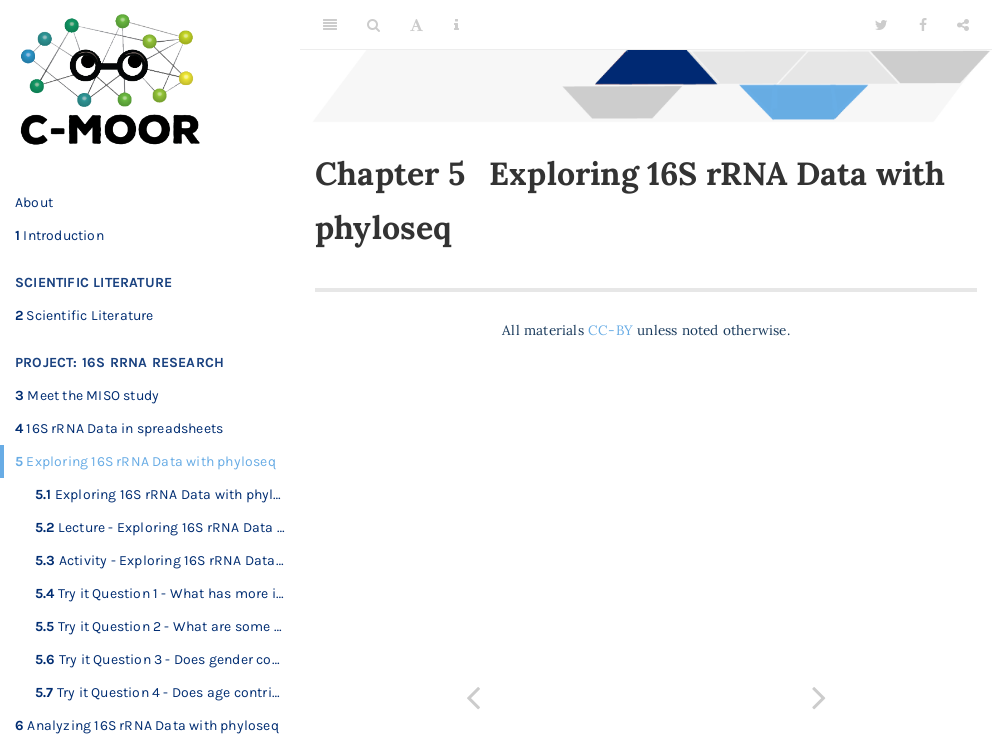 C-MOOR
About
1 Introduction
SCIENTIFIC LITERATURE
2 Scientific Literature
PROJECT: 16S RRNA RESEARCH
3 Meet the MISO study
4 16S rRNA Data in spreadsheets
5 Exploring 16S rRNA Data with phyloseq
5.1 Exploring 16S rRNA Data with phyl…
5.2 Lecture - Exploring 16S rRNA Data …
5.3 Activity - Exploring 16S rRNA Data…
5.4 Try it Question 1 - What has more i…
5.5 Try it Question 2 - What are some …
5.6 Try it Question 3 - Does gender co…
5.7 Try it Question 4 - Does age contri…
6 Analyzing 16S rRNA Data with phyloseq
A
Chapter 5 Exploring 16S rRNA Data with
phyloseq
All materials CC-BY unless noted otherwise.